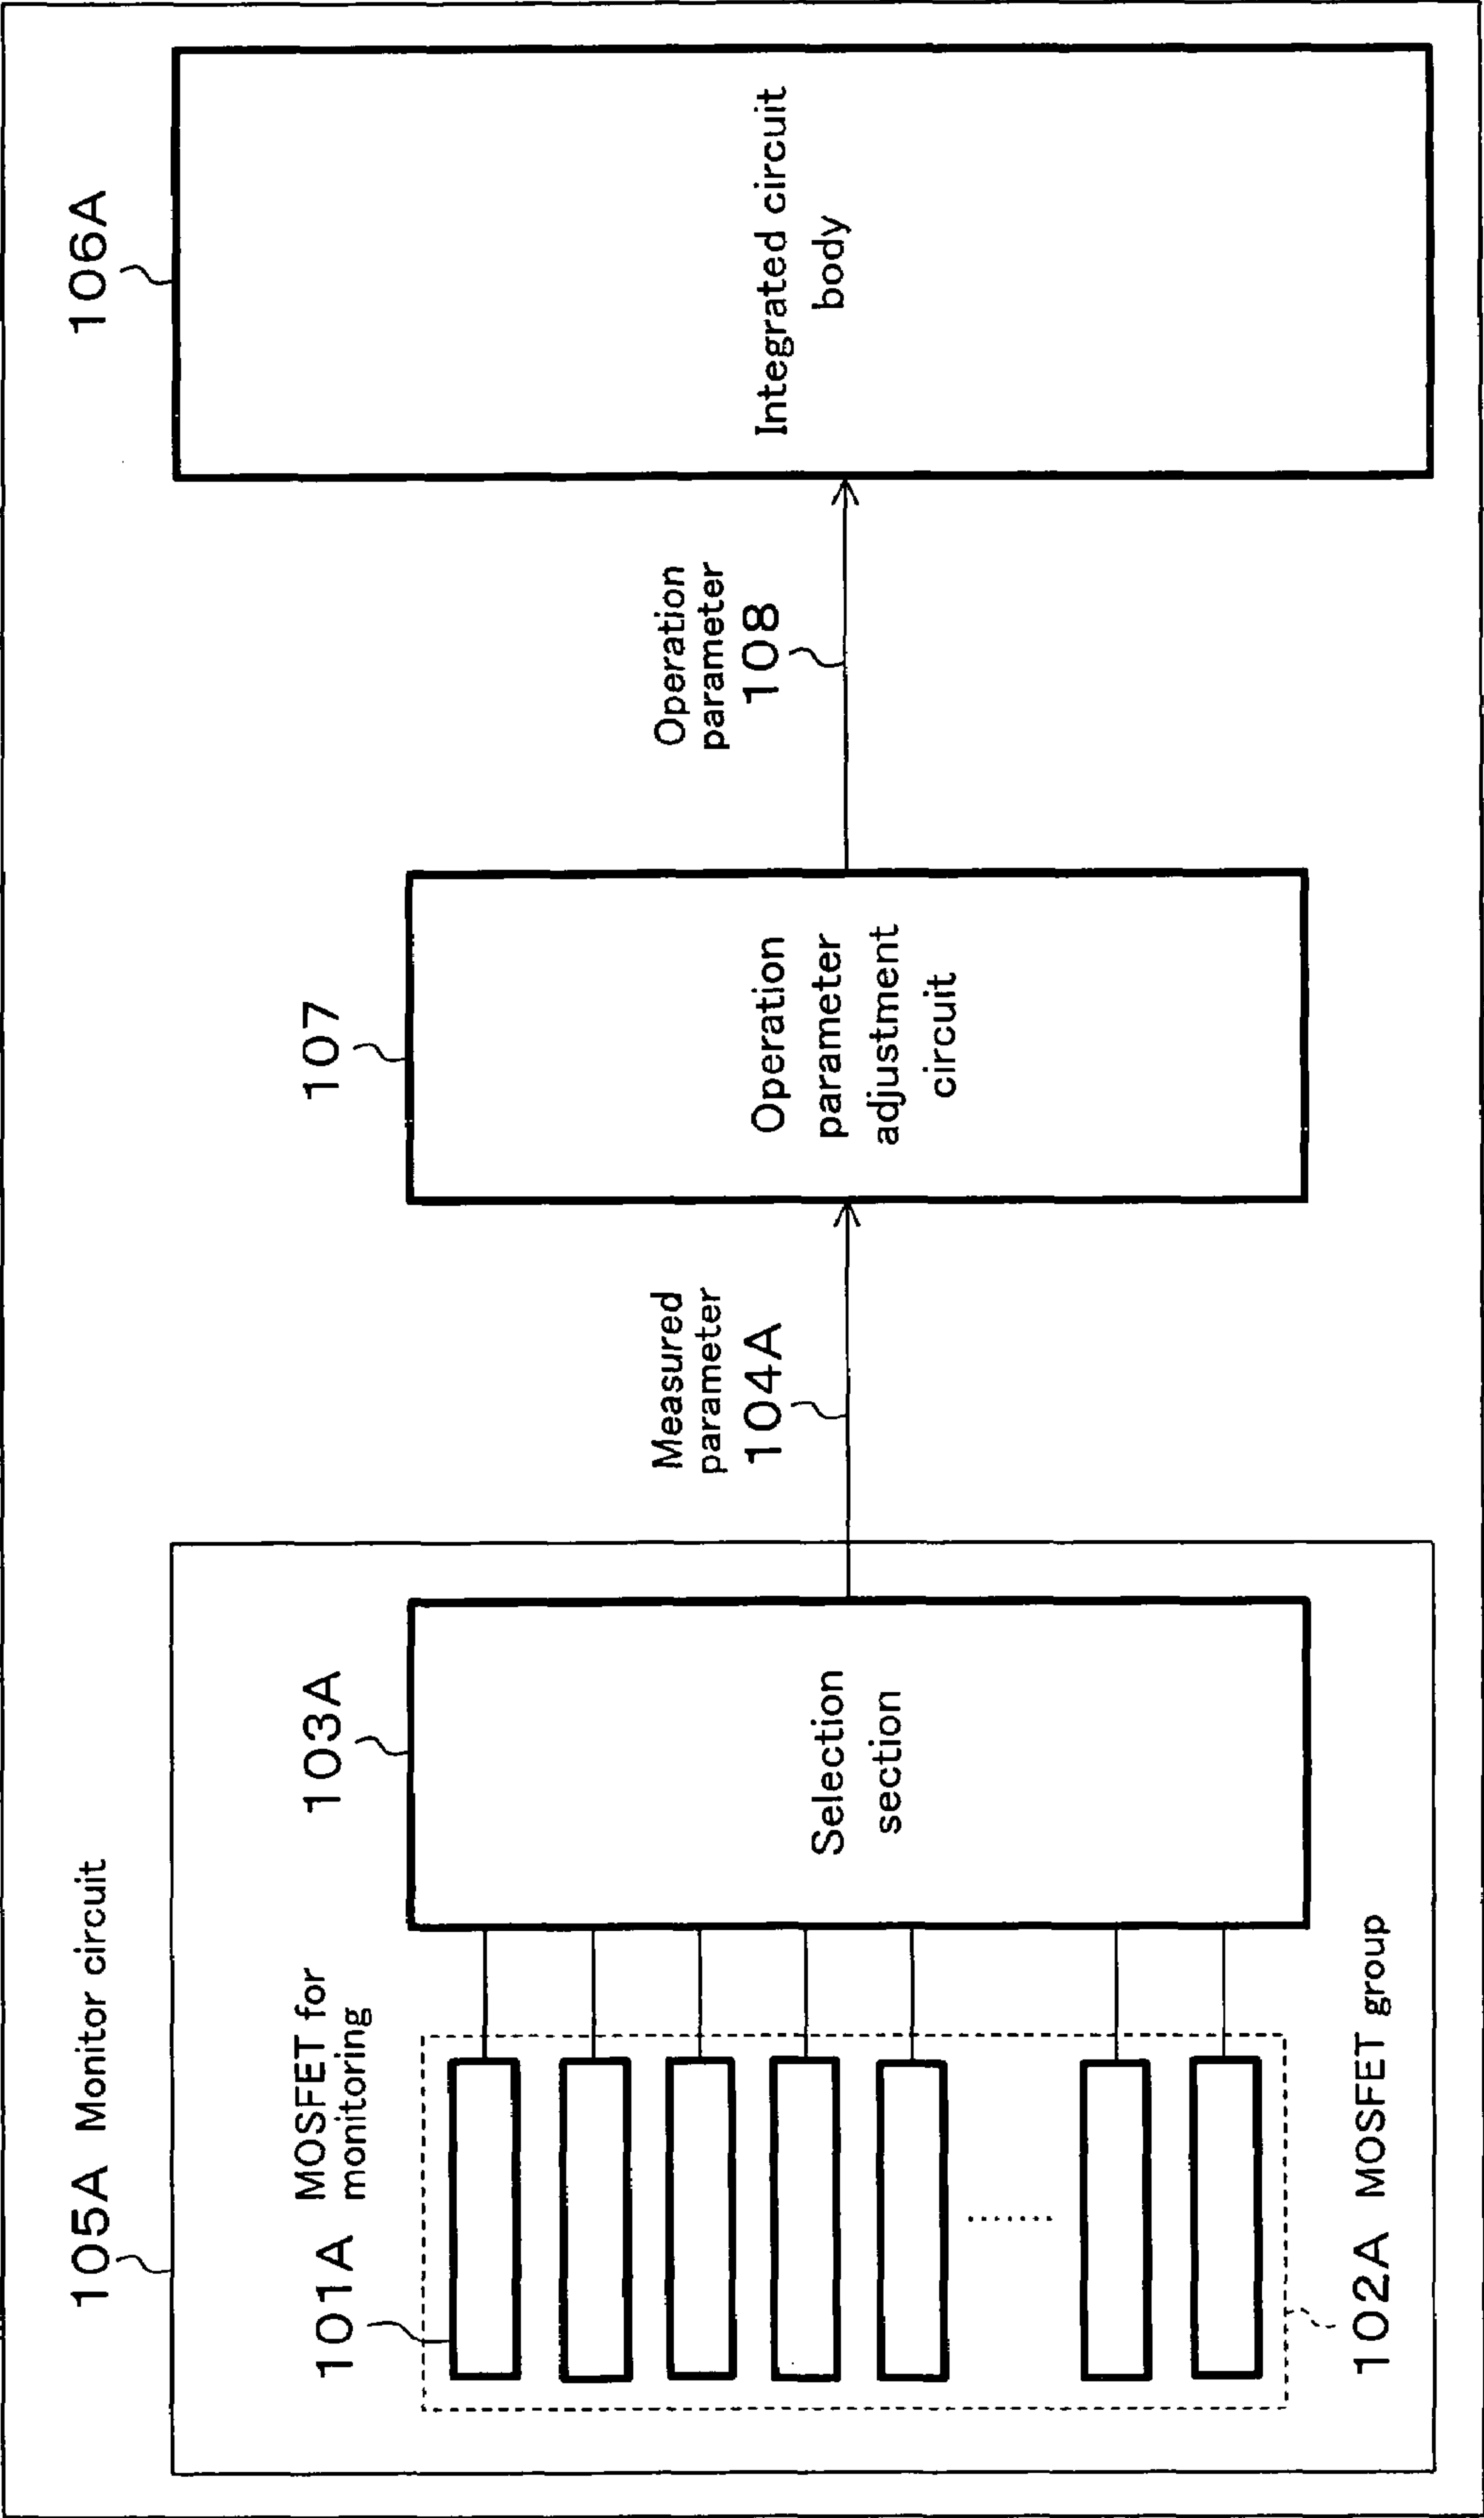 105A Monitor circuit
101A MOSFET for
monitoring
102A MOSFET group
103A
Selection
section
Measured
parameter
104A
107
Operation
parameter
adjustment
circuit
Operation
parameter
108
106A
Integrated circuit
body